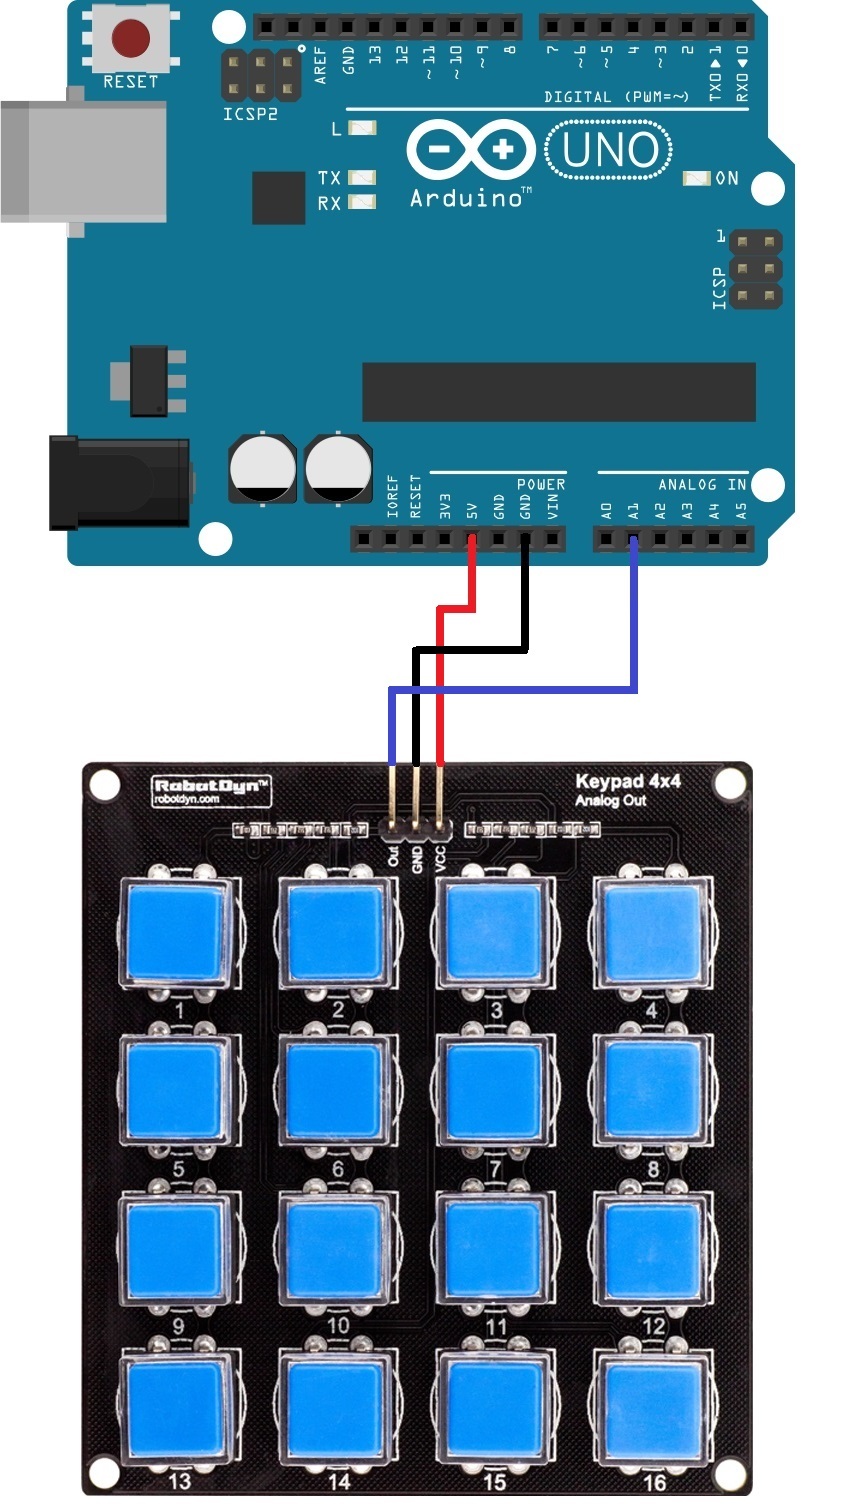 RESET
ICSP2
AREF
GND
13
12
~11
~10
~9
8
7
~6
~5
4
~3
2
TX0▶1
RX0◀0
DIGITAL (PWM=~)
L
TX
RX
Arduino™
UNO
ON
1
ICSP
IOREF
RESET
3V3
5V
GND
GND
VIN
POWER
ANALOG IN
A0
A1
A2
A3
A4
A5
RobotDyn™
robotdyn.com
Keypad 4x4
Analog Out
Out
GND
VCC
1 2 3 4
5 6 7 8
9 10 11 12
13 14 15 16